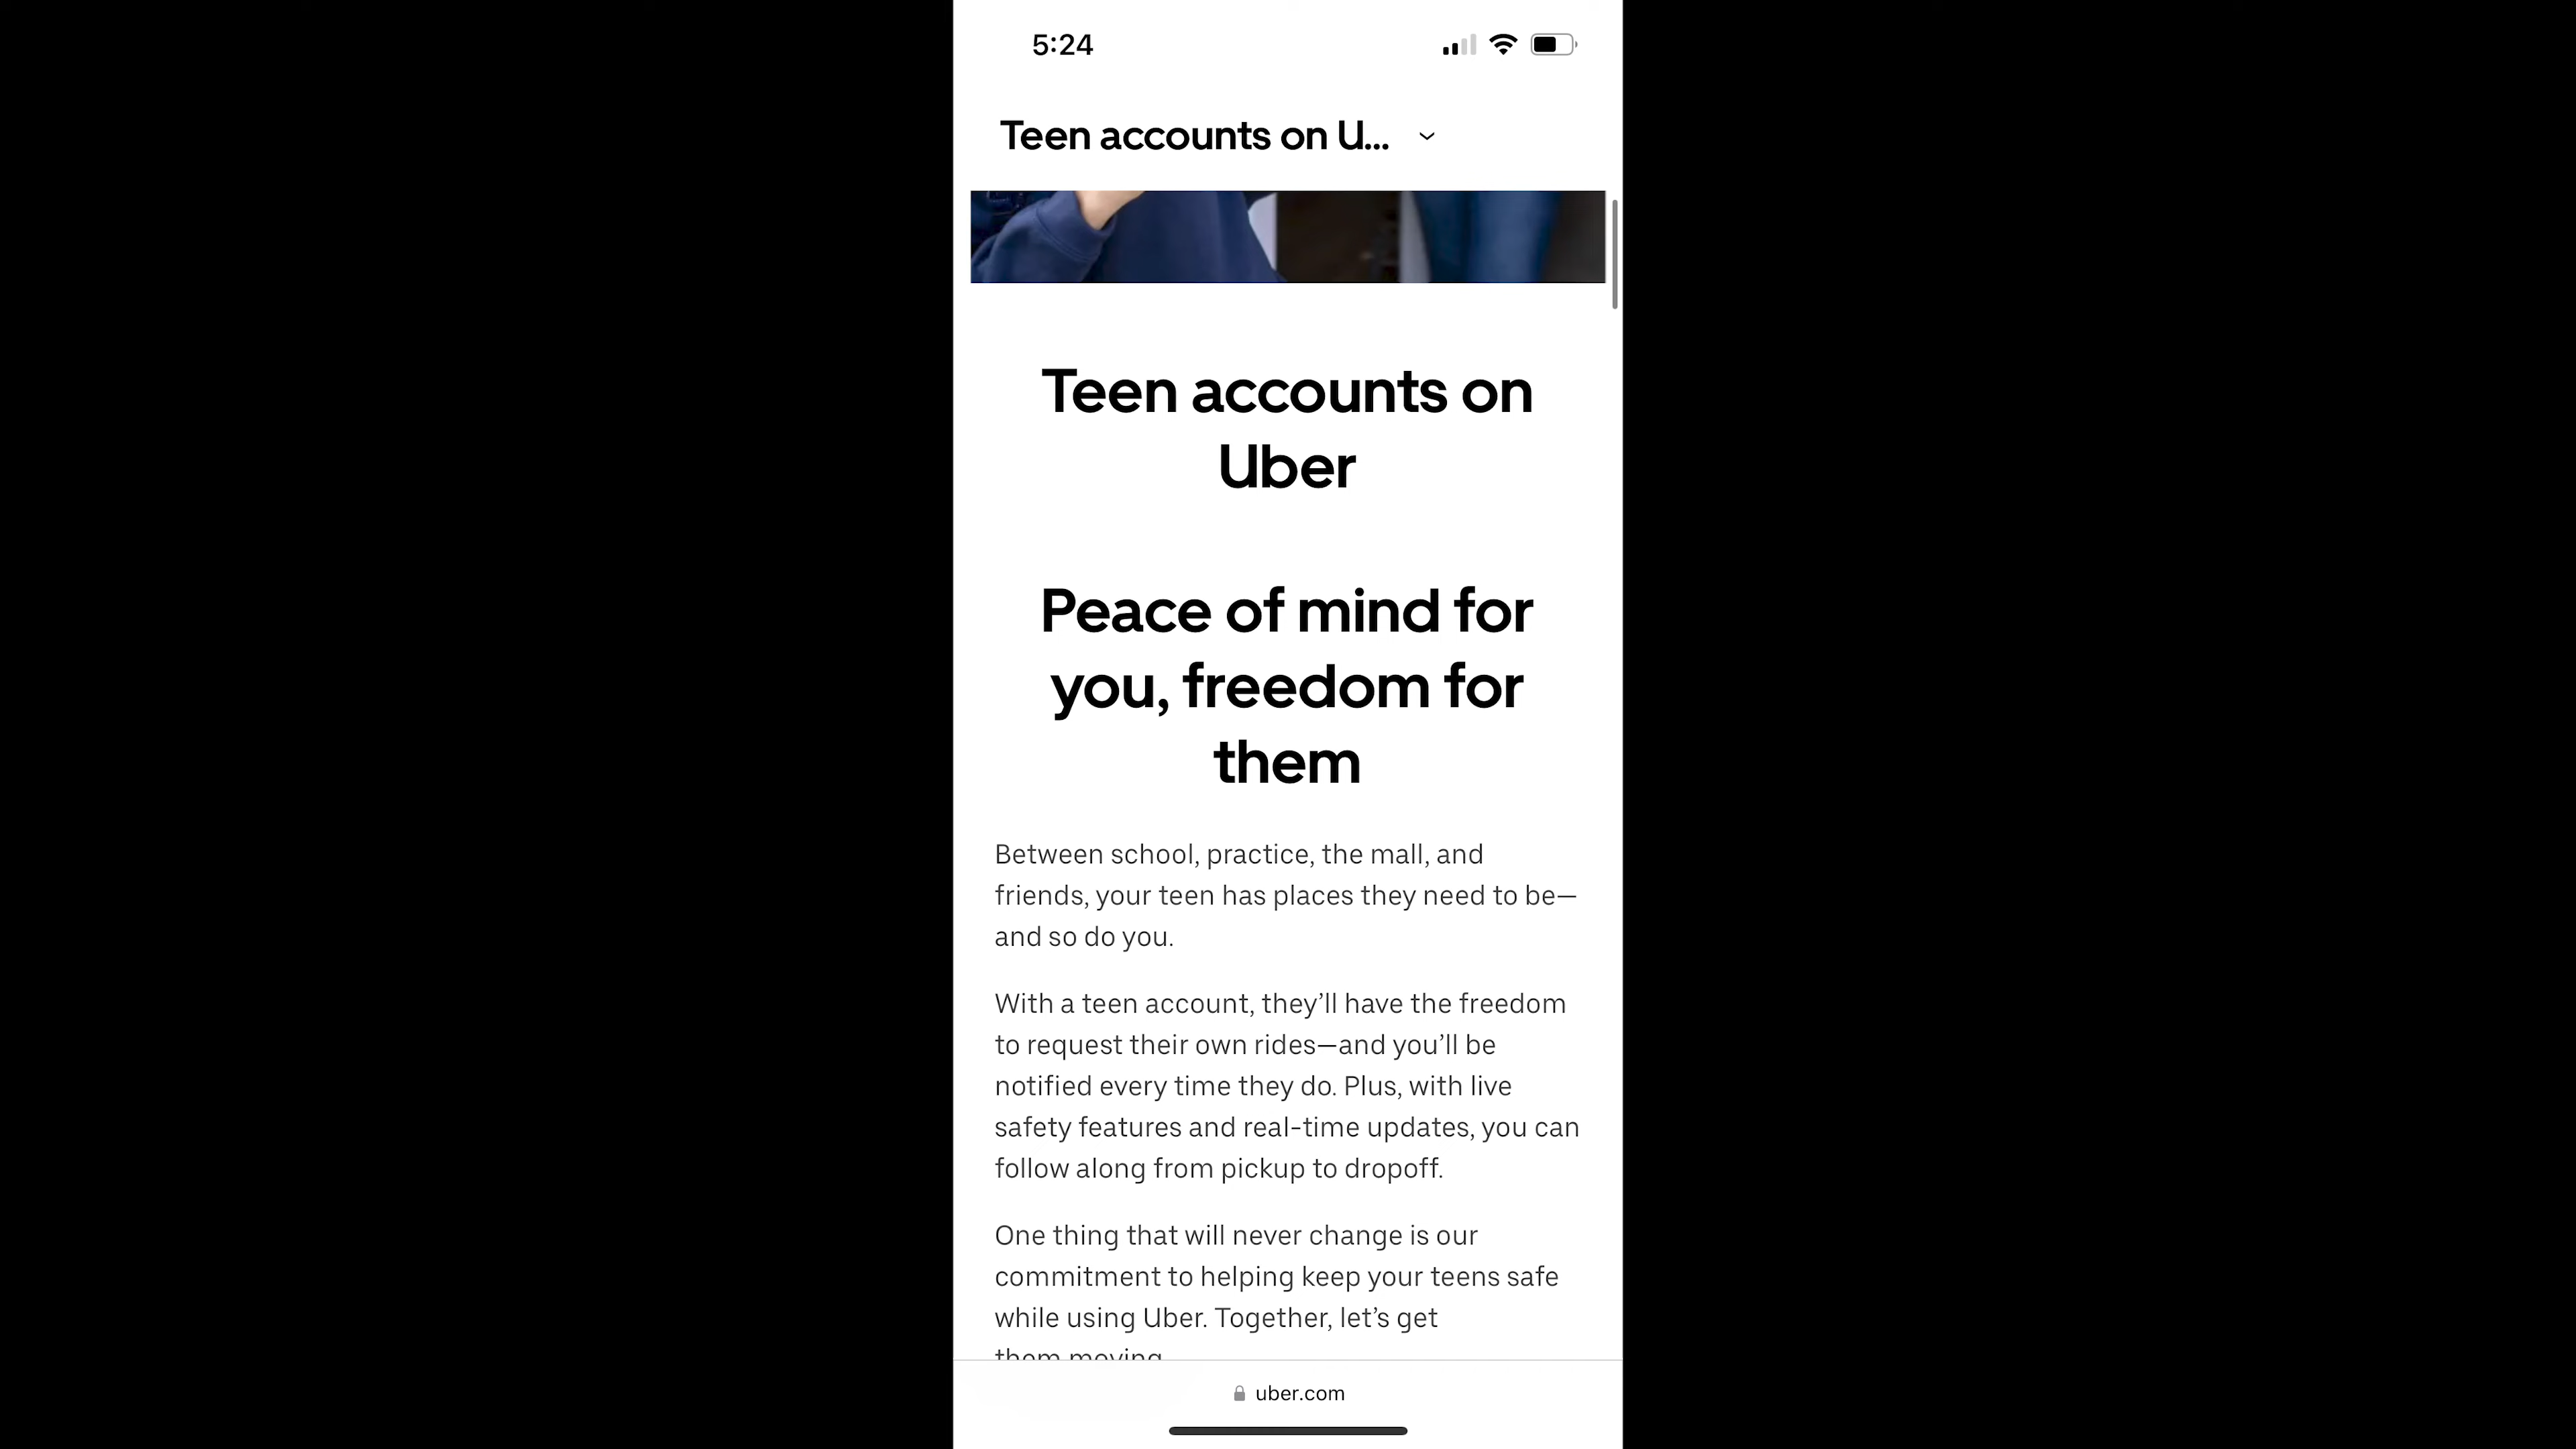 5:24
Teen accounts on U...
Teen accounts on
Uber
Peace of mind for
you, freedom for
them
Between school, practice, the mall, and
friends, your teen has places they need to be—
and so do you.
With a teen account, they’ll have the freedom
to request their own rides—and you’ll be
notified every time they do. Plus, with live
safety features and real-time updates, you can
follow along from pickup to dropoff.
One thing that will never change is our
commitment to helping keep your teens safe
while using Uber. Together, let’s get
them moving
uber.com